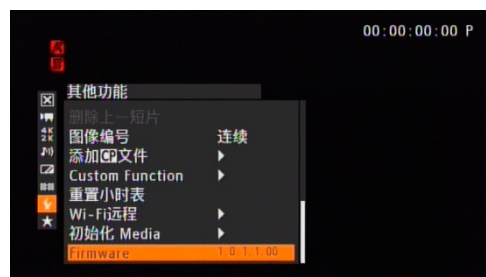 00:00:00:00 P
其他功能
删除上一短片
图像编号 连续
添加CP文件
Custom Function
重置小时表
Wi-Fi远程
初始化 Media
Firmware 1.0.1.1.00
4K
2K